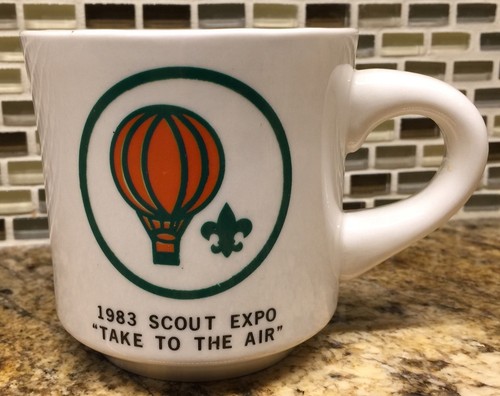 1983 SCOUT EXPO
"TAKE TO THE AIR"